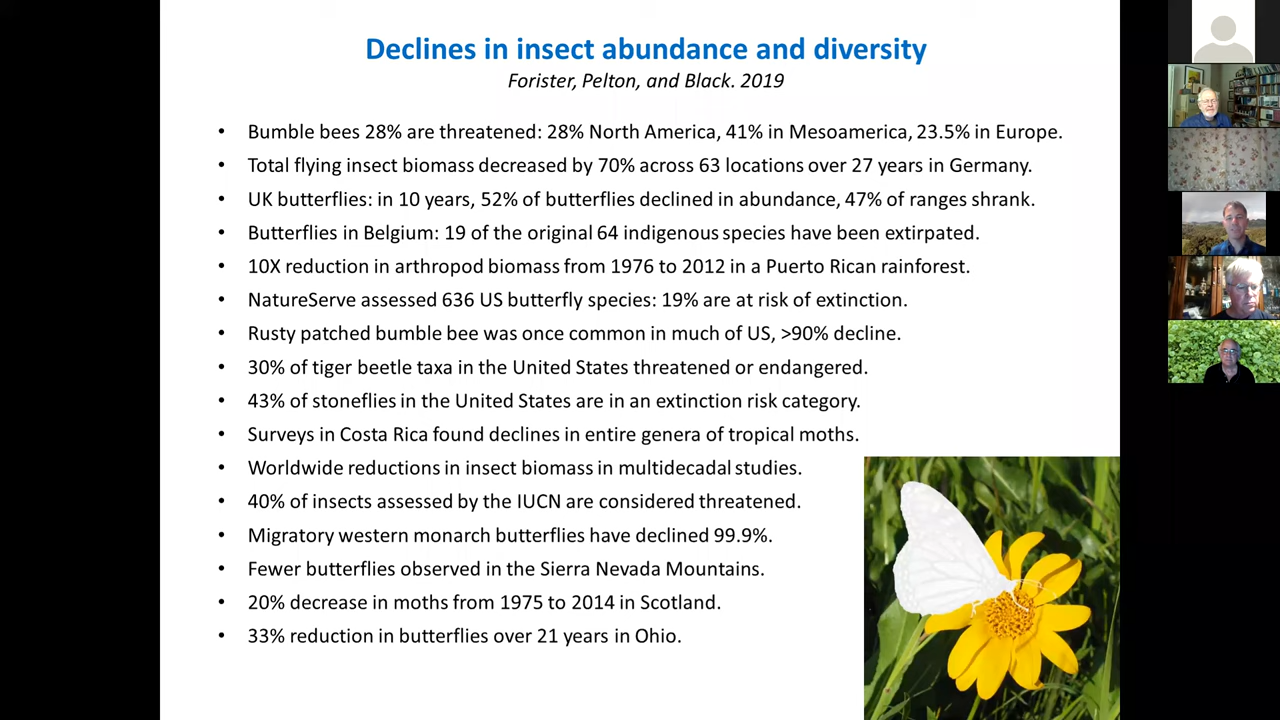 Declines in insect abundance and diversity
Forister, Pelton, and Black. 2019
• Bumble bees 28% are threatened: 28% North America, 41% in Mesoamerica, 23.5% in Europe.
• Total flying insect biomass decreased by 70% across 63 locations over 27 years in Germany.
• UK butterflies: in 10 years, 52% of butterflies declined in abundance, 47% of ranges shrank.
• Butterflies in Belgium: 19 of the original 64 indigenous species have been extirpated.
• 10X reduction in arthropod biomass from 1976 to 2012 in a Puerto Rican rainforest.
• NatureServe assessed 636 US butterfly species: 19% are at risk of extinction.
• Rusty patched bumble bee was once common in much of US, >90% decline.
• 30% of tiger beetle taxa in the United States threatened or endangered.
• 43% of stoneflies in the United States are in an extinction risk category.
• Surveys in Costa Rica found declines in entire genera of tropical moths.
• Worldwide reductions in insect biomass in multidecadal studies.
• 40% of insects assessed by the IUCN are considered threatened.
• Migratory western monarch butterflies have declined 99.9%.
• Fewer butterflies observed in the Sierra Nevada Mountains.
• 20% decrease in moths from 1975 to 2014 in Scotland.
• 33% reduction in butterflies over 21 years in Ohio.